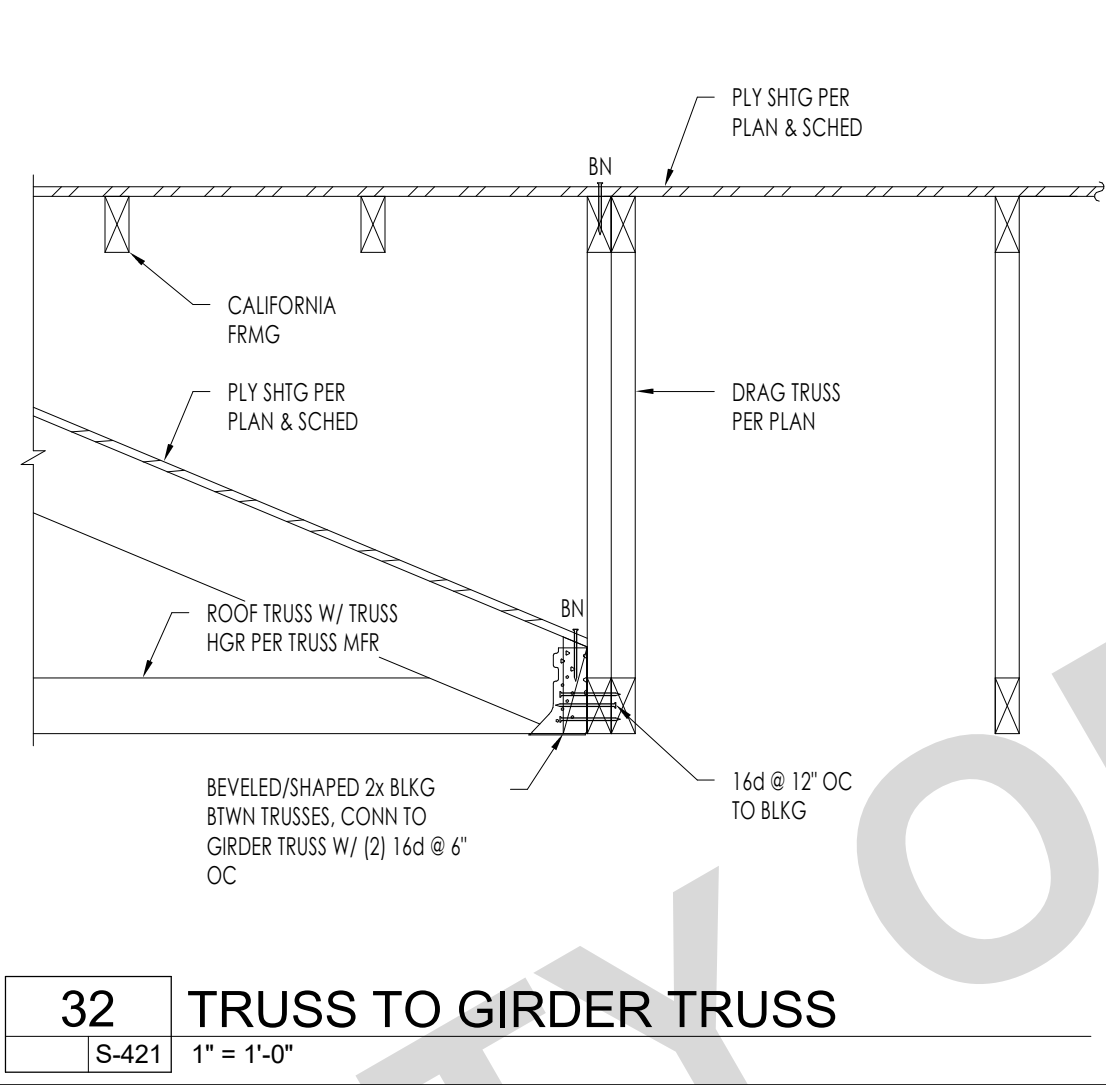 PLY SHTG PER
PLAN & SCHED
BN
CALIFORNIA
FRMG
PLY SHTG PER
PLAN & SCHED
DRAG TRUSS
PER PLAN
ROOF TRUSS W/ TRUSS
HGR PER TRUSS MFR
BN
BEVELED/SHAPED 2x BLKG
BTWN TRUSSES, CONN TO
GIRDER TRUSS W/ (2) 16d @ 6"
OC
16d @ 12" OC
TO BLKG
32
TRUSS TO GIRDER TRUSS
S-421
1" = 1'-0"
TY O